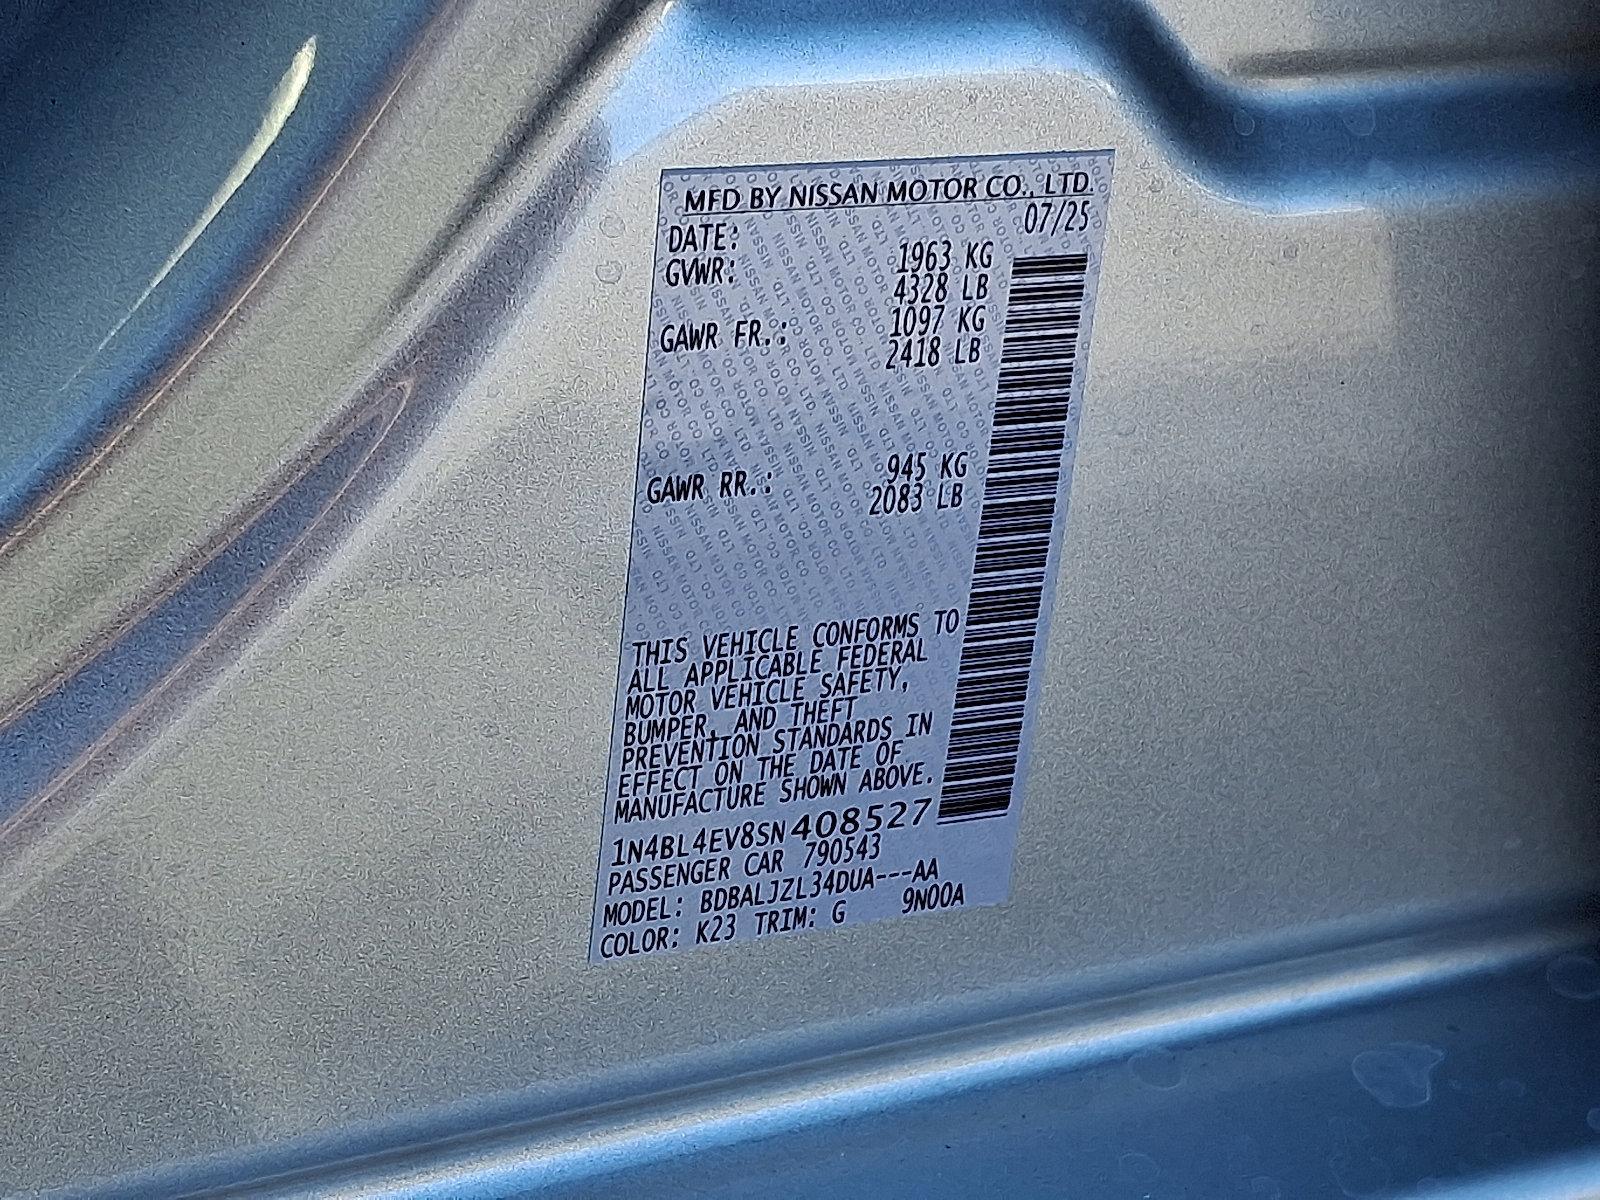 MFD BY NISSAN MOTOR CO., LTD.
DATE: 07/25
GVWR: 1963 KG
4328 LB
GAWR FR.: 1097 KG
2418 LB
GAWR RR.: 945 KG
2083 LB
THIS VEHICLE CONFORMS TO
ALL APPLICABLE FEDERAL
MOTOR VEHICLE SAFETY,
BUMPER, AND THEFT
PREVENTION STANDARDS IN
EFFECT ON THE DATE OF
MANUFACTURE SHOWN ABOVE.
1N4BL4EV8SN408527
PASSENGER CAR 790543
MODEL: BDBALJZL34DUA---AA
COLOR: K23 TRIM: G 9N00A